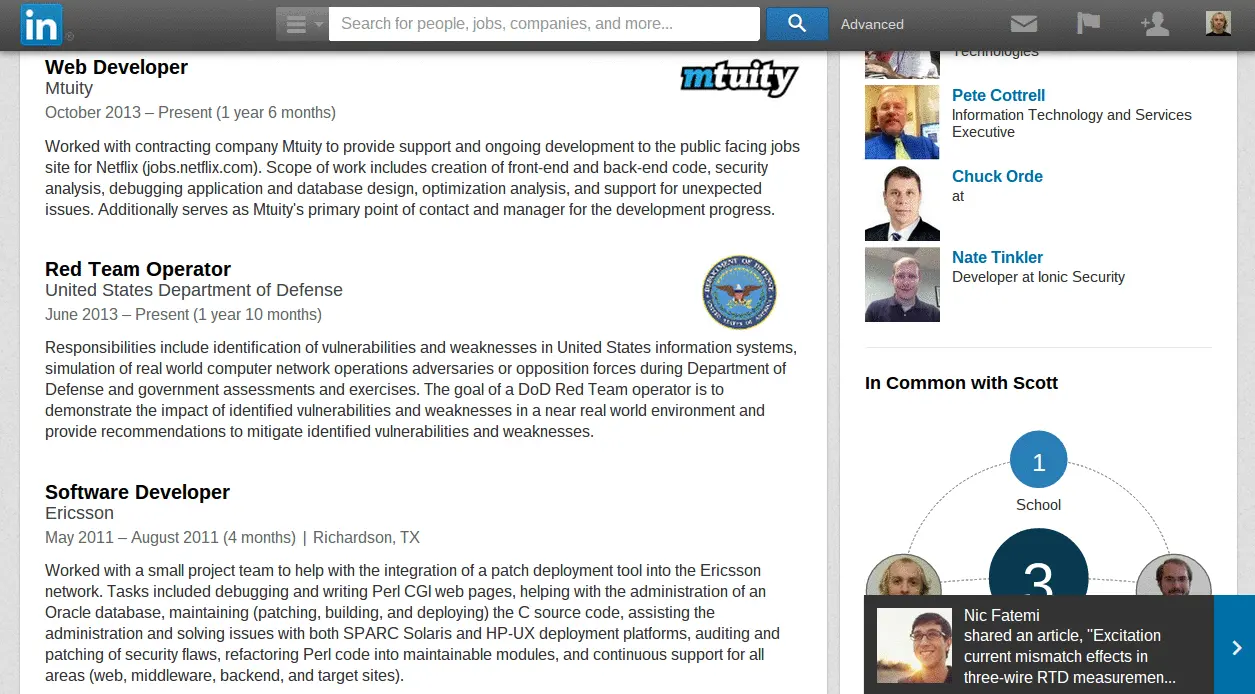 in
Search for people, jobs, companies, and more...
Advanced
Web Developer
Mtuity
mtuity
October 2013 – Present (1 year 6 months)
Worked with contracting company Mtuity to provide support and ongoing development to the public facing jobs
site for Netflix (jobs.netflix.com). Scope of work includes creation of front-end and back-end code, security
analysis, debugging application and database design, optimization analysis, and support for unexpected
issues. Additionally serves as Mtuity's primary point of contact and manager for the development progress.
Red Team Operator
United States Department of Defense
June 2013 – Present (1 year 10 months)
DEPARTMENT OF DEFENSE
UNITED STATES OF AMERICA
Responsibilities include identification of vulnerabilities and weaknesses in United States information systems,
simulation of real world computer network operations adversaries or opposition forces during Department of
Defense and government assessments and exercises. The goal of a DoD Red Team operator is to
demonstrate the impact of identified vulnerabilities and weaknesses in a near real world environment and
provide recommendations to mitigate identified vulnerabilities and weaknesses.
Software Developer
Ericsson
May 2011 – August 2011 (4 months) | Richardson, TX
Worked with a small project team to help with the integration of a patch deployment tool into the Ericsson
network. Tasks included debugging and writing Perl CGI web pages, helping with the administration of an
Oracle database, maintaining (patching, building, and deploying) the C source code, assisting the
administration and solving issues with both SPARC Solaris and HP-UX deployment platforms, auditing and
patching of security flaws, refactoring Perl code into maintainable modules, and continuous support for all
areas (web, middleware, backend, and target sites).
Technologies
Pete Cottrell
Information Technology and Services
Executive
Chuck Orde
at
Nate Tinkler
Developer at Ionic Security
In Common with Scott
1
School
3
Nic Fatemi
shared an article, "Excitation
current mismatch effects in
three-wire RTD measuremen...